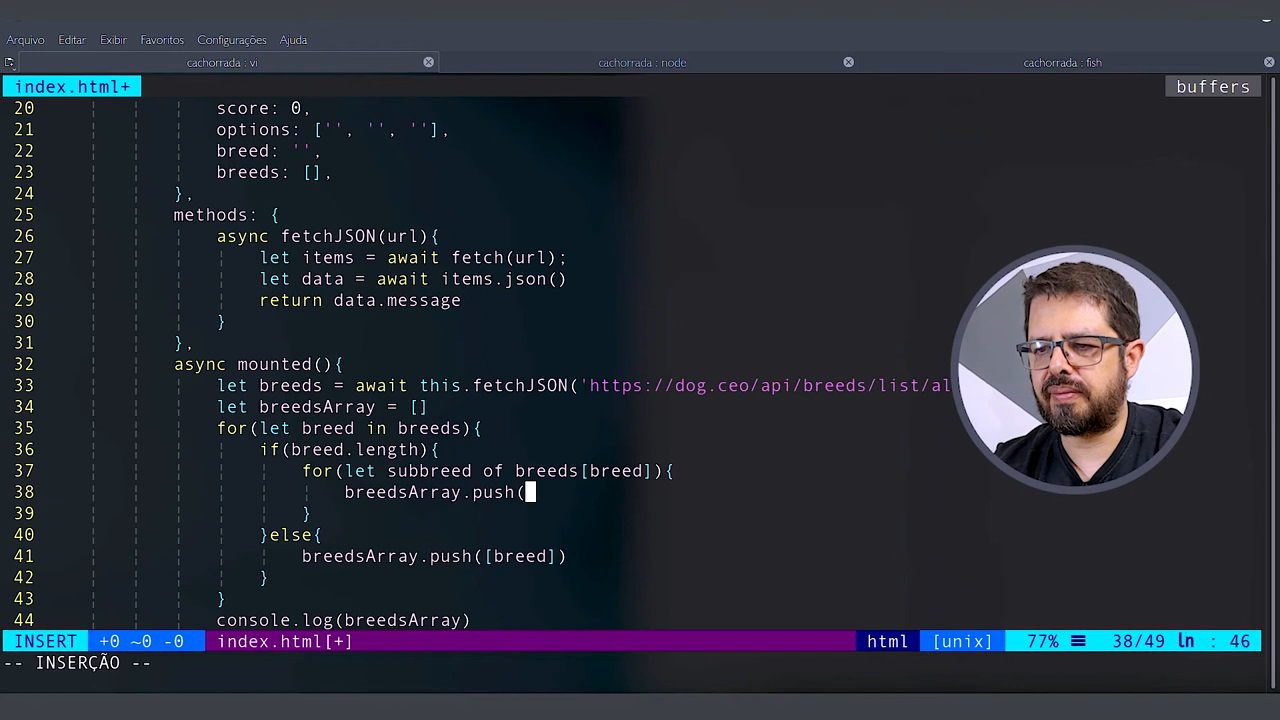 Arquivo Editar Exibir Favoritos Configurações Ajuda
cachorrada : vi cachorrada : node cachorrada : fish
index.html+ buffers
20 score: 0,
21 options: ['', '', ''],
22 breed: '',
23 breeds: [],
24 },
25 methods: {
26 async fetchJSON(url){
27 let items = await fetch(url);
28 let data = await items.json()
29 return data.message
30 }
31 },
32 async mounted(){
33 let breeds = await this.fetchJSON('https://dog.ceo/api/breeds/list/al
34 let breedsArray = []
35 for(let breed in breeds){
36 if(breed.length){
37 for(let subbreed of breeds[breed]){
38 breedsArray.push(
39 }
40 }else{
41 breedsArray.push([breed])
42 }
43 }
44 console.log(breedsArray)
INSERT +0 ~0 -0 index.html[+] html [unix] 77% ☰ 38/49 ln : 46
-- INSERÇÃO --